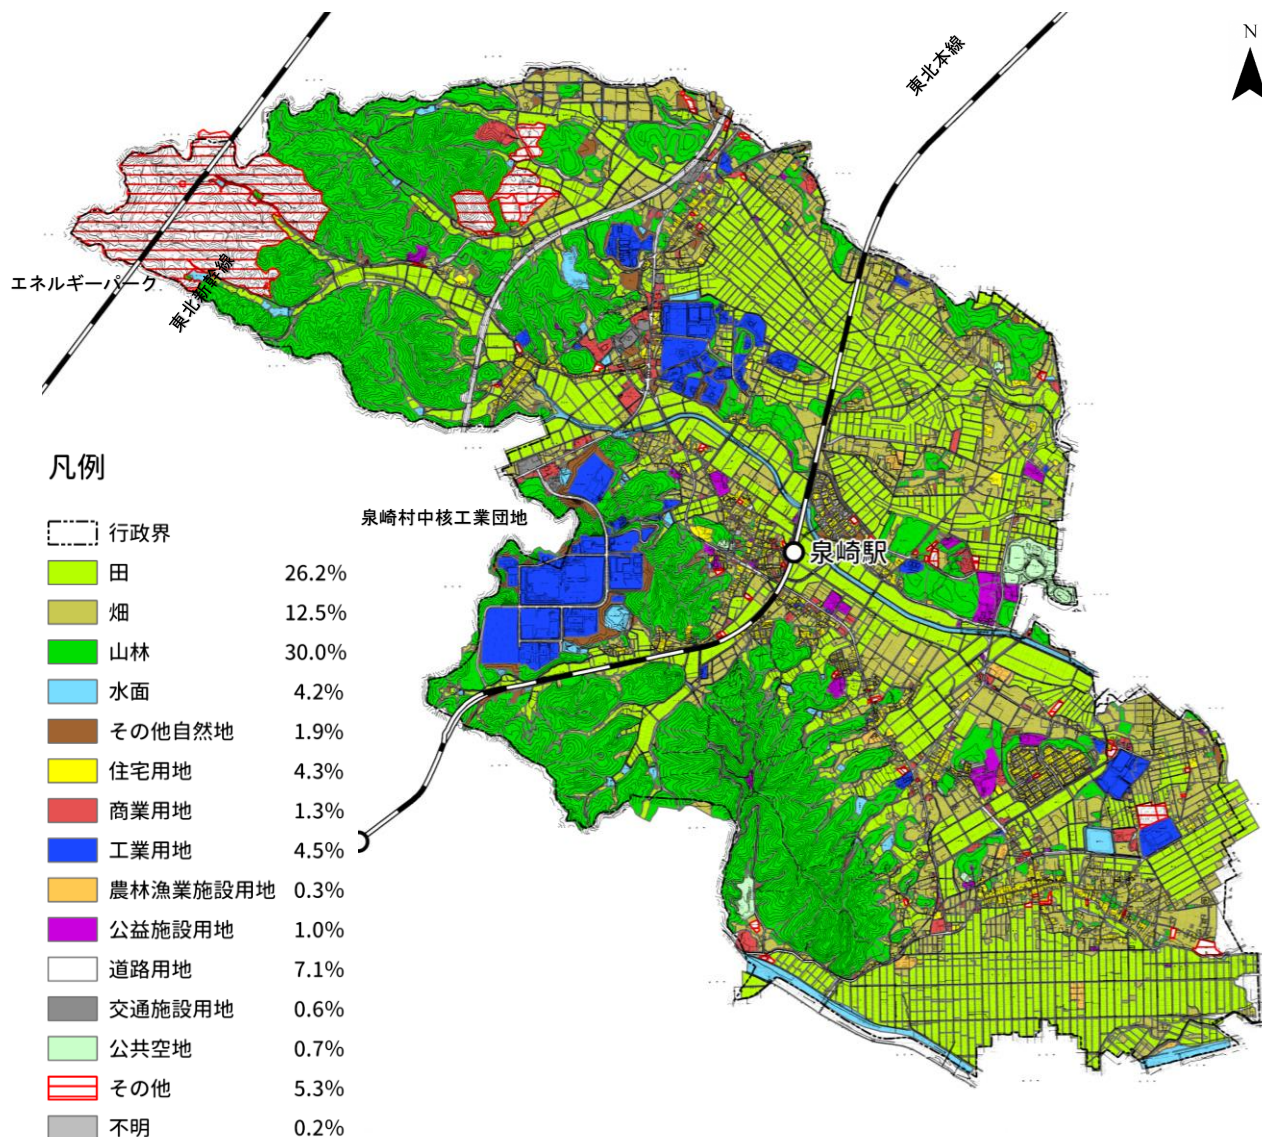 N
東北本線
エネルギーパーク
東北新幹線
凡例
泉崎村中核工業団地
行政界
泉崎駅
田 26.2%
畑 12.5%
山林 30.0%
水面 4.2%
その他自然地 1.9%
住宅用地 4.3%
商業用地 1.3%
工業用地 4.5%
農林漁業施設用地 0.3%
公益施設用地 1.0%
道路用地 7.1%
交通施設用地 0.6%
公共空地 0.7%
その他 5.3%
不明 0.2%